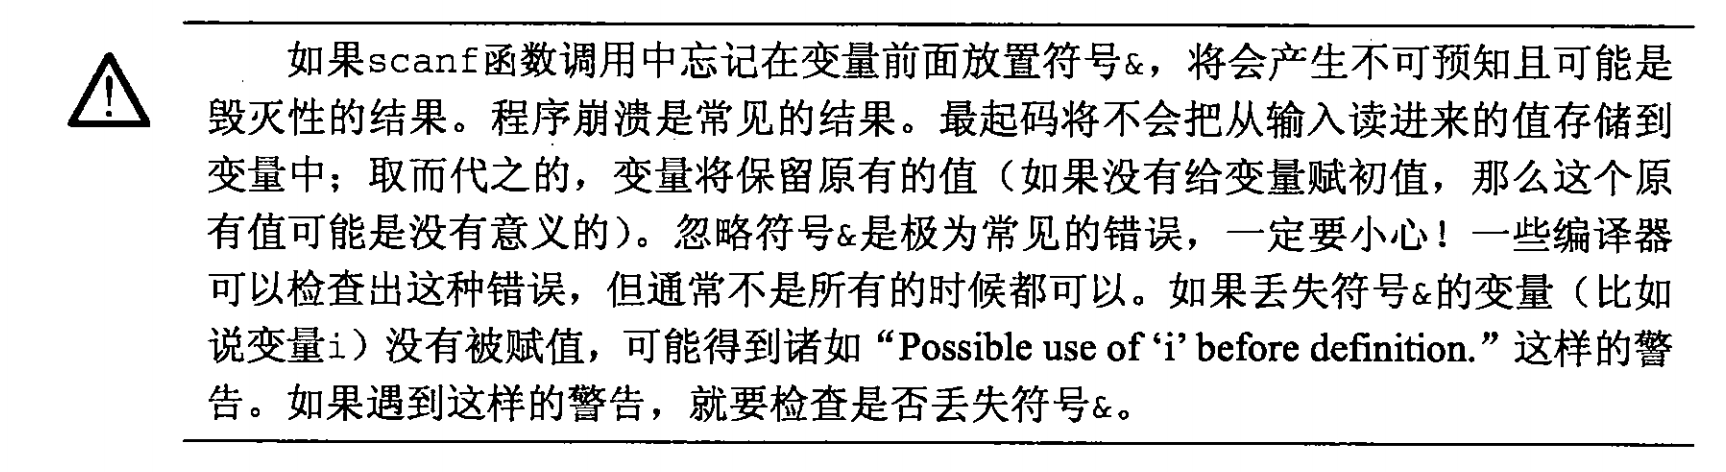 如果scanf函数调用中忘记在变量前面放置符号&，将会产生不可预知且可能是
毁灭性的结果。程序崩溃是常见的结果。最起码将不会把从输入读进来的值存储到
变量中；取而代之的，变量将保留原有的值（如果没有给变量赋初值，那么这个原
有值可能是没有意义的）。忽略符号&是极为常见的错误，一定要小心！一些编译器
可以检查出这种错误，但通常不是所有的时候都可以。如果丢失符号&的变量（比如
说变量i）没有被赋值，可能得到诸如“Possible use of ‘i’ before definition.”这样的警
告。如果遇到这样的警告，就要检查是否丢失符号&。